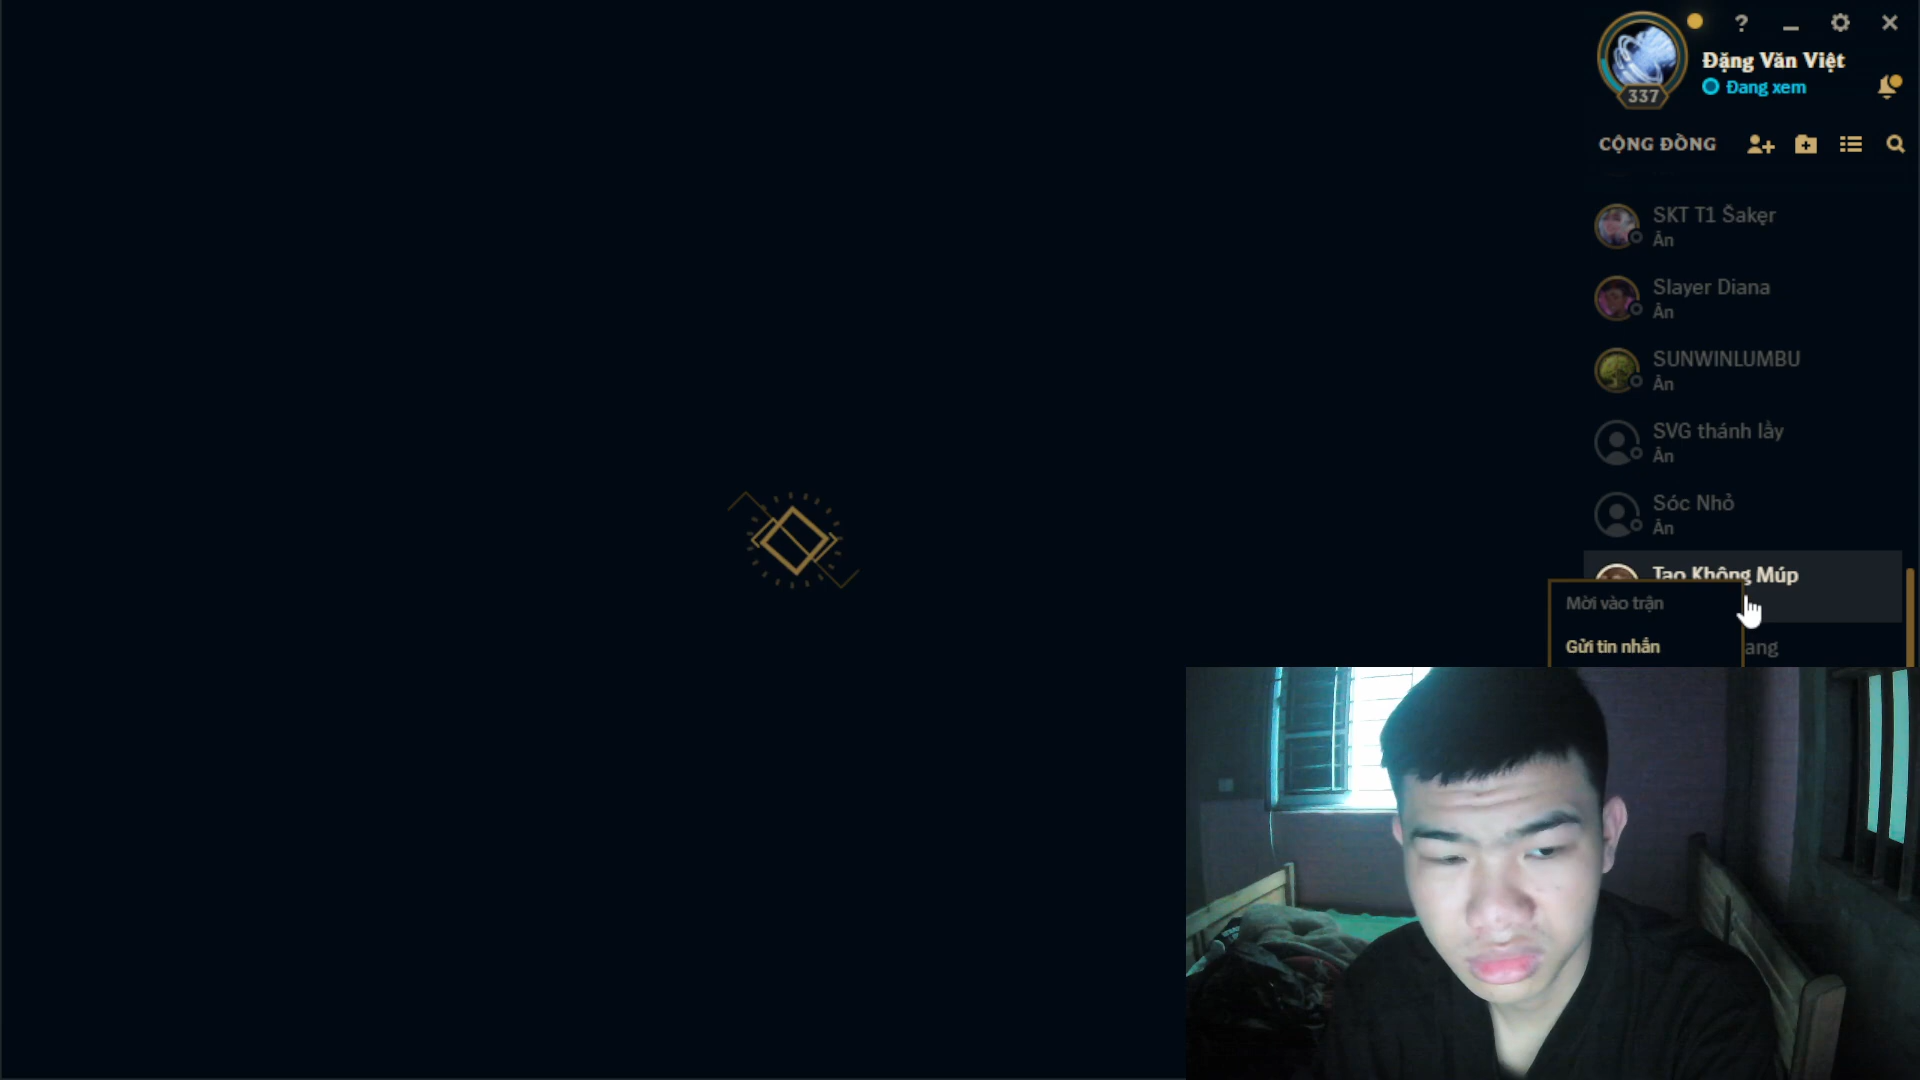 ?
Đặng Văn Việt
Đang xem
337
CỘNG ĐỒNG
SKT T1 Šakẹr
Ẩn
Slayer Diana
Ẩn
SUNWINLUMBU
Ẩn
SVG thánh lầy
Ẩn
Sóc Nhỏ
Ẩn
Tao Không Múp
Mời vào trận
Gửi tin nhắn
ang